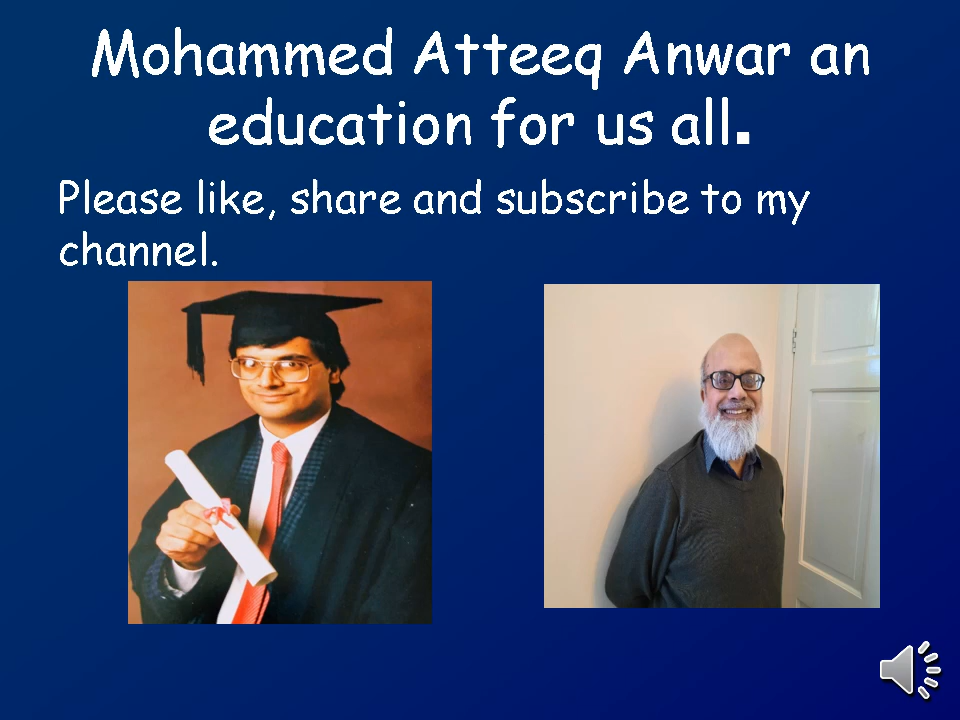 Mohammed Atteeq Anwar an
education for us all.
Please like, share and subscribe to my
channel.